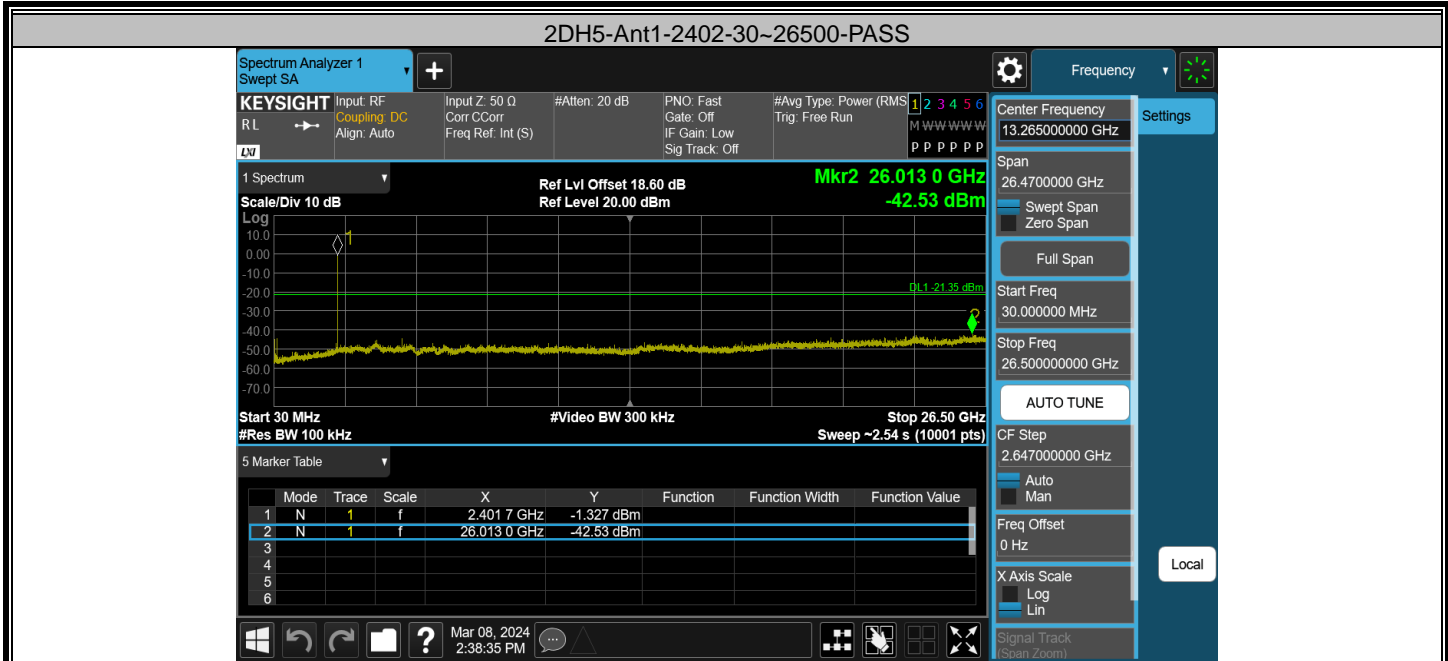 2DH5-Ant1-2402-30~26500-PASS
Spectrum Analyzer 1
Swept SA
Frequency
KEYSIGHT
RL
LXI
Input: RF
Coupling: DC
Align: Auto
Input Z: 50 Ω
Corr CCorr
Freq Ref: Int (S)
#Atten: 20 dB
PNO: Fast
Gate: Off
IF Gain: Low
Sig Track: Off
#Avg Type: Power (RMS
Trig: Free Run
1 2 3 4 5 6
M W W W W W
P P P P P P
1 Spectrum
Scale/Div 10 dB
Ref Lvl Offset 18.60 dB
Ref Level 20.00 dBm
Mkr2 26.013 0 GHz
-42.53 dBm
Log
10.0
0.00
-10.0
-20.0
-30.0
-40.0
-50.0
-60.0
-70.0
1
2
DL1 -21.35 dBm
Start 30 MHz
#Res BW 100 kHz
#Video BW 300 kHz
Stop 26.50 GHz
Sweep ~2.54 s (10001 pts)
5 Marker Table
Mode Trace Scale X Y Function Function Width Function Value
1 N 1 f 2.401 7 GHz -1.327 dBm
2 N 1 f 26.013 0 GHz -42.53 dBm
3
4
5
6
Mar 08, 2024
2:38:35 PM
Center Frequency
13.265000000 GHz
Span
26.4700000 GHz
Swept Span
Zero Span
Full Span
Start Freq
30.000000 MHz
Stop Freq
26.500000000 GHz
AUTO TUNE
CF Step
2.647000000 GHz
Auto
Man
Freq Offset
0 Hz
X Axis Scale
Log
Lin
Signal Track
(Span Zoom)
Settings
Local